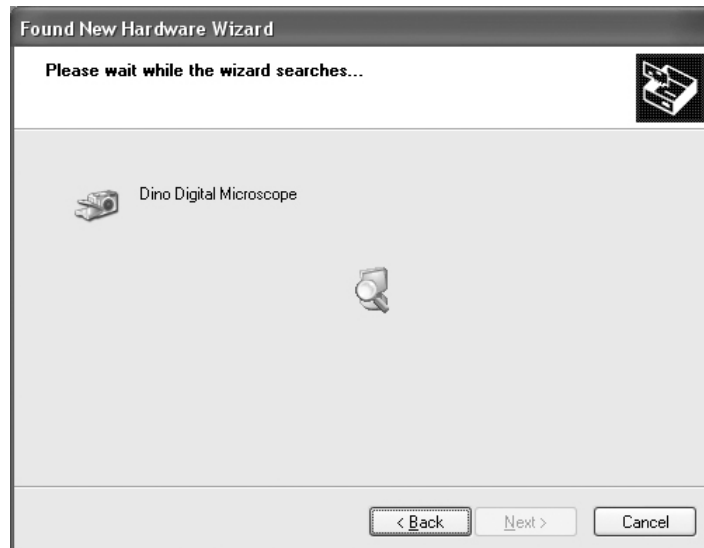 Found New Hardware Wizard
Please wait while the wizard searches...
Dino Digital Microscope
< Back
Next >
Cancel